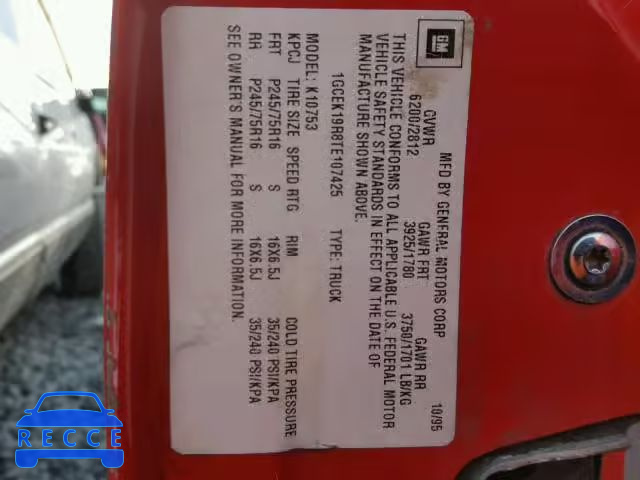 GM
MFD BY GENERAL MOTORS CORP 10/95
GVWR GAWR FRT GAWR RR
6200/2812 3925/1780 3750/1701 LB/KG
THIS VEHICLE CONFORMS TO ALL APPLICABLE U.S. FEDERAL MOTOR
VEHICLE SAFETY STANDARDS IN EFFECT ON THE DATE OF
MANUFACTURE SHOWN ABOVE.
1GCEK19R8TE107425 TYPE: TRUCK
MODEL: K10753
KPCJ TIRE SIZE SPEED RTG RIM COLD TIRE PRESSURE
FRT P245/75R16 S 16X6.5J 35/240 PSI/KPA
RR P245/75R16 S 16X6.5J 35/240 PSI/KPA
SEE OWNER'S MANUAL FOR MORE INFORMATION.
RECCE